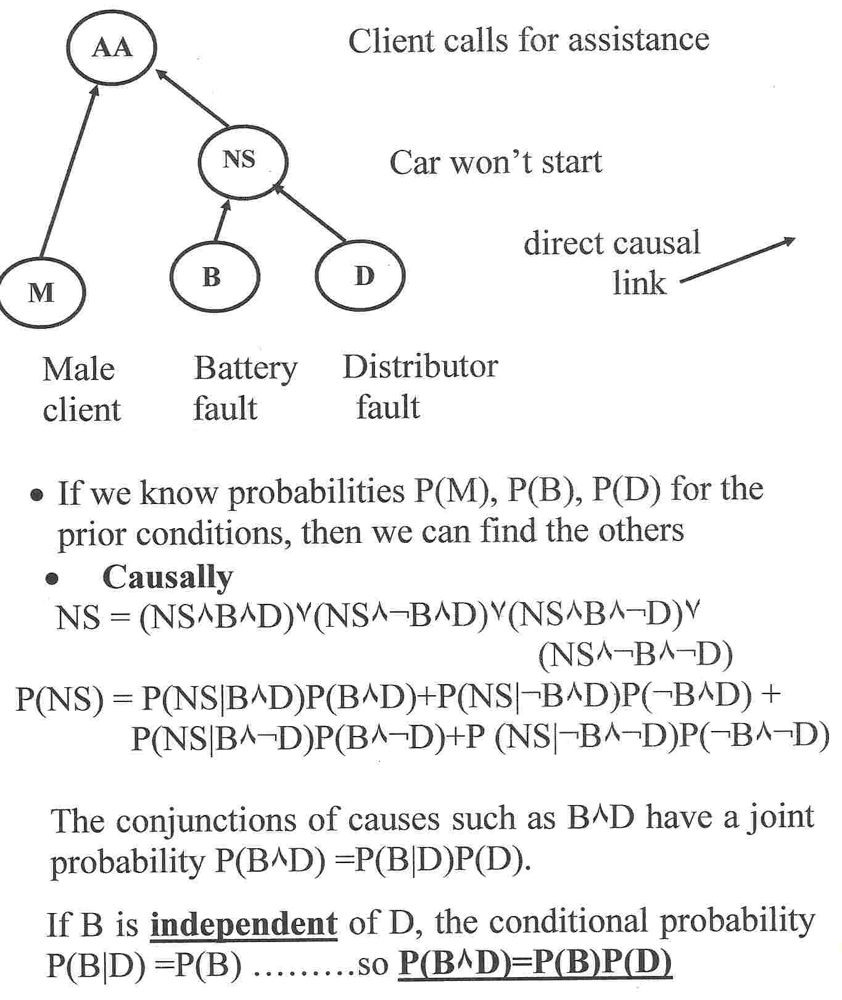 AA
Client calls for assistance
NS
Car won’t start
direct causal
link
M
B
D
Male
client
Battery
fault
Distributor
fault
• If we know probabilities P(M), P(B), P(D) for the
prior conditions, then we can find the others
• Causally
NS = (NS^B^D)˅(NS^¬B^D)˅(NS^B^¬D)˅
(NS^¬B^¬D)
P(NS) = P(NS|B^D)P(B^D)+P(NS|¬B^D)P(¬B^D) +
P(NS|B^¬D)P(B^¬D)+P (NS|¬B^¬D)P(¬B^¬D)
The conjunctions of causes such as B^D have a joint
probability P(B^D) =P(B|D)P(D).
If B is independent of D, the conditional probability
P(B|D) =P(B) .........so P(B^D)=P(B)P(D)